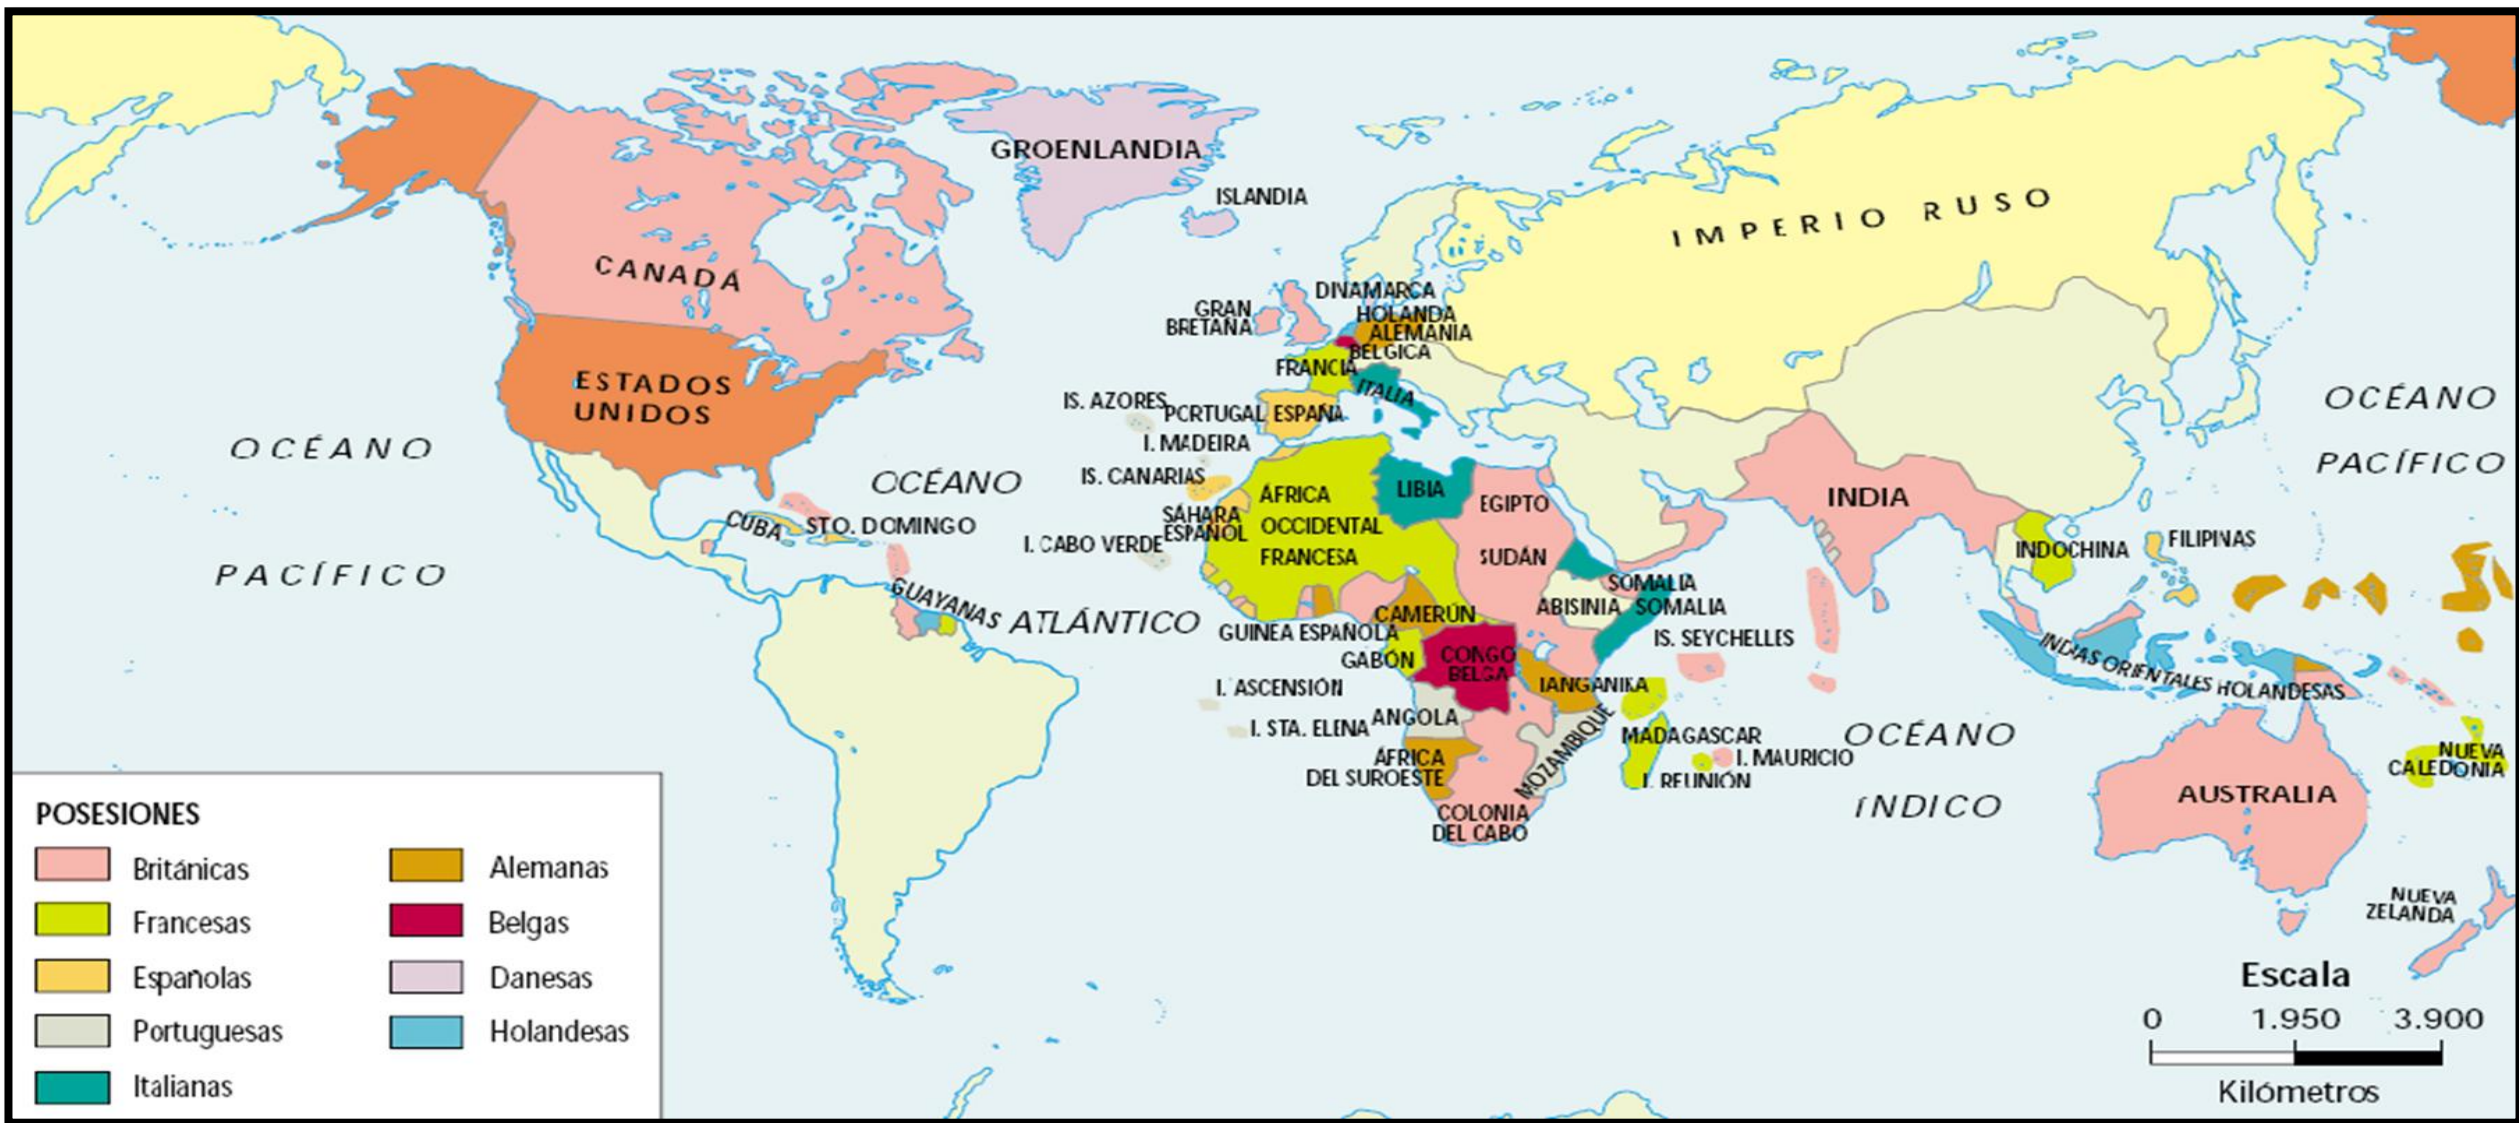 GROENLANDIA
ISLANDIA
IMPERIO RUSO
CANADÁ
DINAMARCA
GRAN
BRETAÑA
HOLANDA
ALEMANIA
BELGICA
FRANCIA
ITALIA
ESTADOS
UNIDOS
IS. AZORES
PORTUGAL
ESPAÑA
I. MADEIRA
IS. CANARIAS
OCÉANO
PACÍFICO
OCÉANO
ATLÁNTICO
OCÉANO
PACÍFICO
ÁFRICA
OCCIDENTAL
FRANCESA
LIBIA
EGIPTO
SUDÁN
INDIA
CUBA
STO. DOMINGO
SÁHARA
ESPAÑOL
I. CABO VERDE
INDOCHINA
FILIPINAS
SOMALIA
ABISINIA
SOMALIA
GUAYANAS
CAMERÚN
GUINEA ESPAÑOLA
GABÓN
CONGO
BELGA
IS. SEYCHELLES
INDIAS ORIENTALES HOLANDESAS
TANGANIKA
I. ASCENSIÓN
I. STA. ELENA
ANGOLA
MOZAMBIQUE
MADAGASCAR
I. MAURICIO
I. REUNIÓN
ÁFRICA
DEL SUROESTE
COLONIA
DEL CABO
OCÉANO
ÍNDICO
NUEVA
CALEDONIA
AUSTRALIA
NUEVA
ZELANDA
POSESIONES
Británicas
Francesas
Españolas
Portuguesas
Italianas
Alemanas
Belgas
Danesas
Holandesas
Escala
0 1.950 3.900
Kilómetros